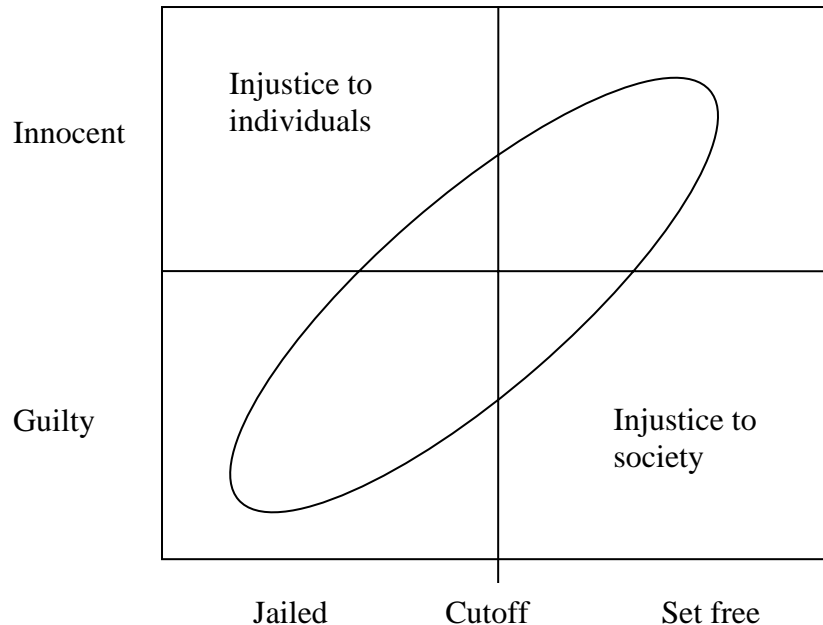 Injustice to
individuals
Innocent
Guilty
Injustice to
society
Jailed
Cutoff
Set free